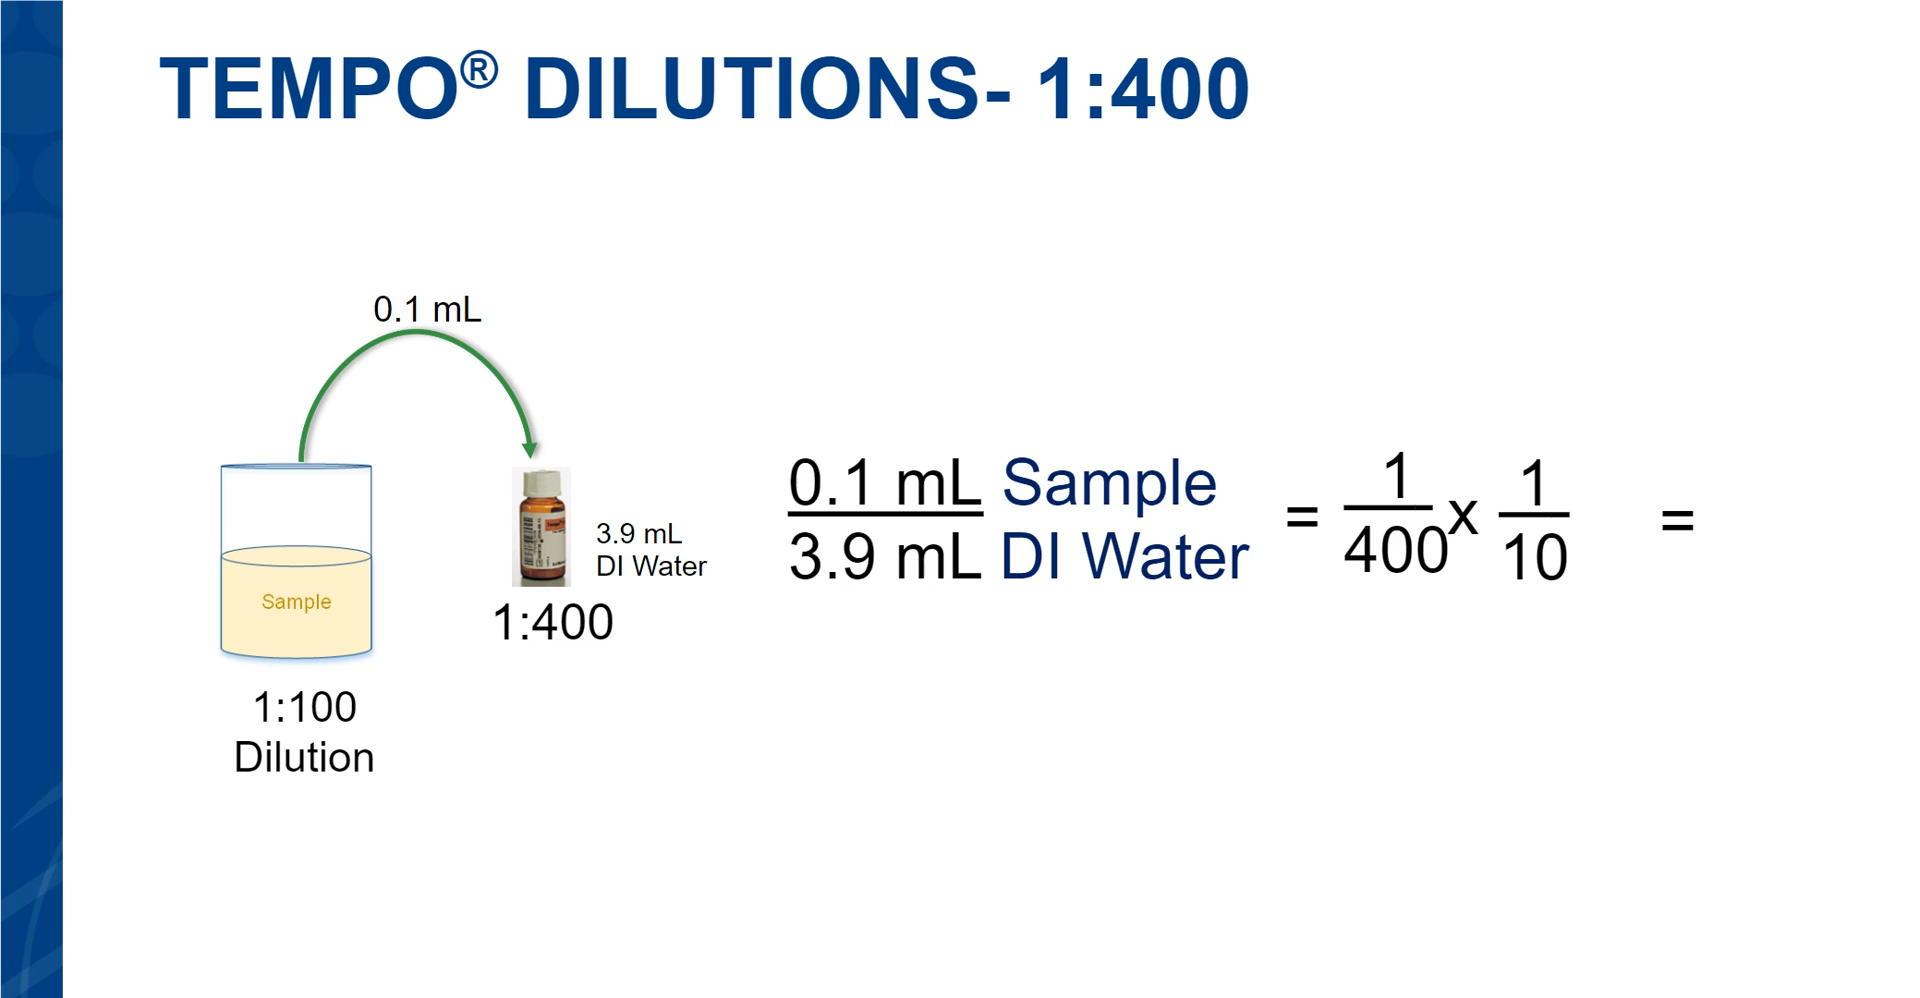 TEMPO® DILUTIONS- 1:400
0.1 mL
Sample
3.9 mL
DI Water
1:400
1:100
Dilution
0.1 mL Sample
3.9 mL DI Water
=
1
400
x
1
10
=